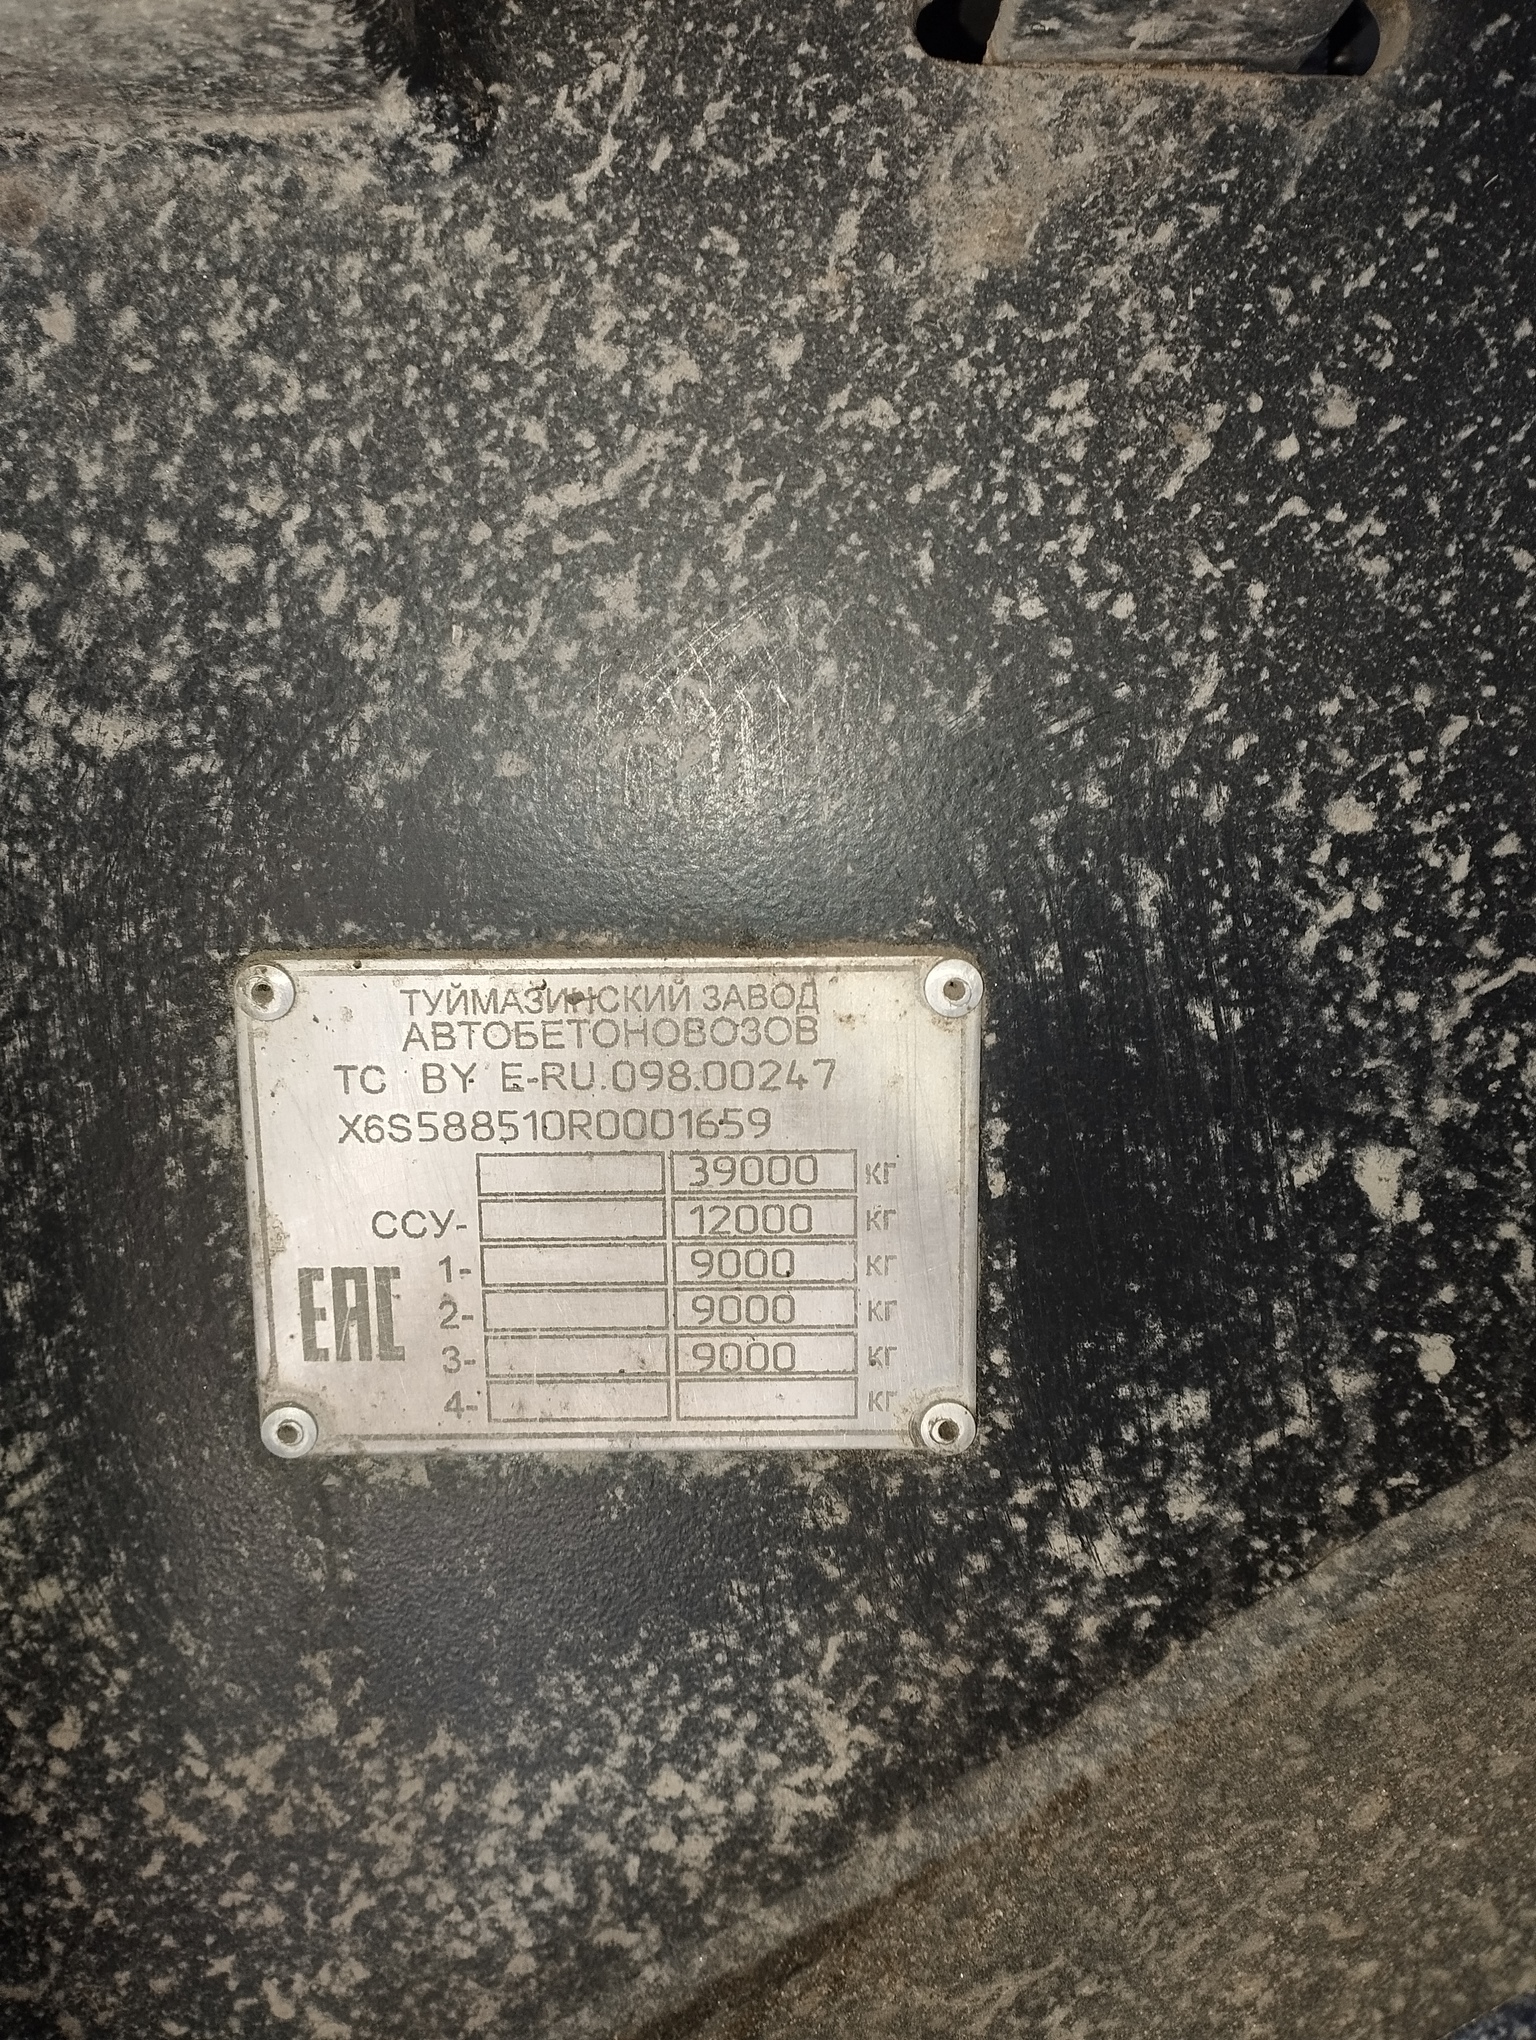 ТУЙМАЗИНСКИЙ ЗАВОД
АВТОБЕТОНОВОЗОВ
ТС BY E-RU.098.00247
X6S588510R0001659
39000 кг
ССУ- 12000 кг
1- 9000 кг
2- 9000 кг
3- 9000 кг
4- кг
EAC